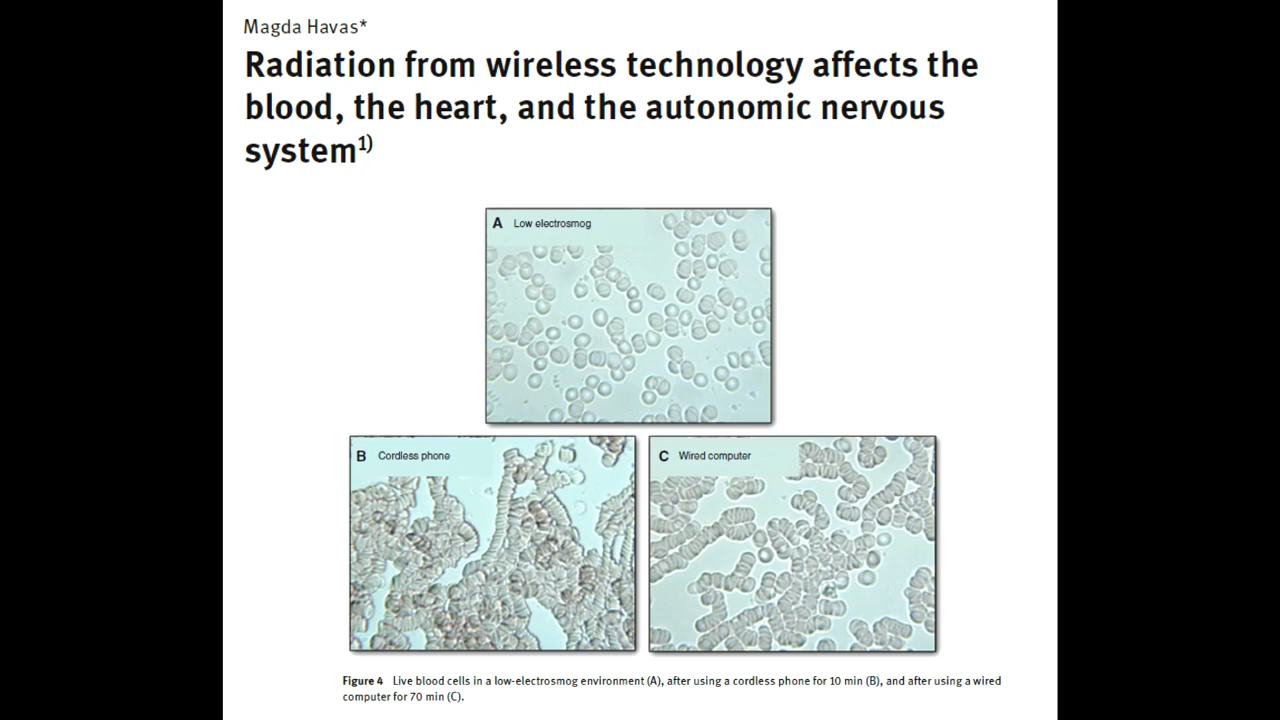 Magda Havas*
Radiation from wireless technology affects the
blood, the heart, and the autonomic nervous
system1)
A Low electrosmog
B Cordless phone
C Wired computer
Figure 4 Live blood cells in a low-electrosmog environment (A), after using a cordless phone for 10 min (B), and after using a wired
computer for 70 min (C).